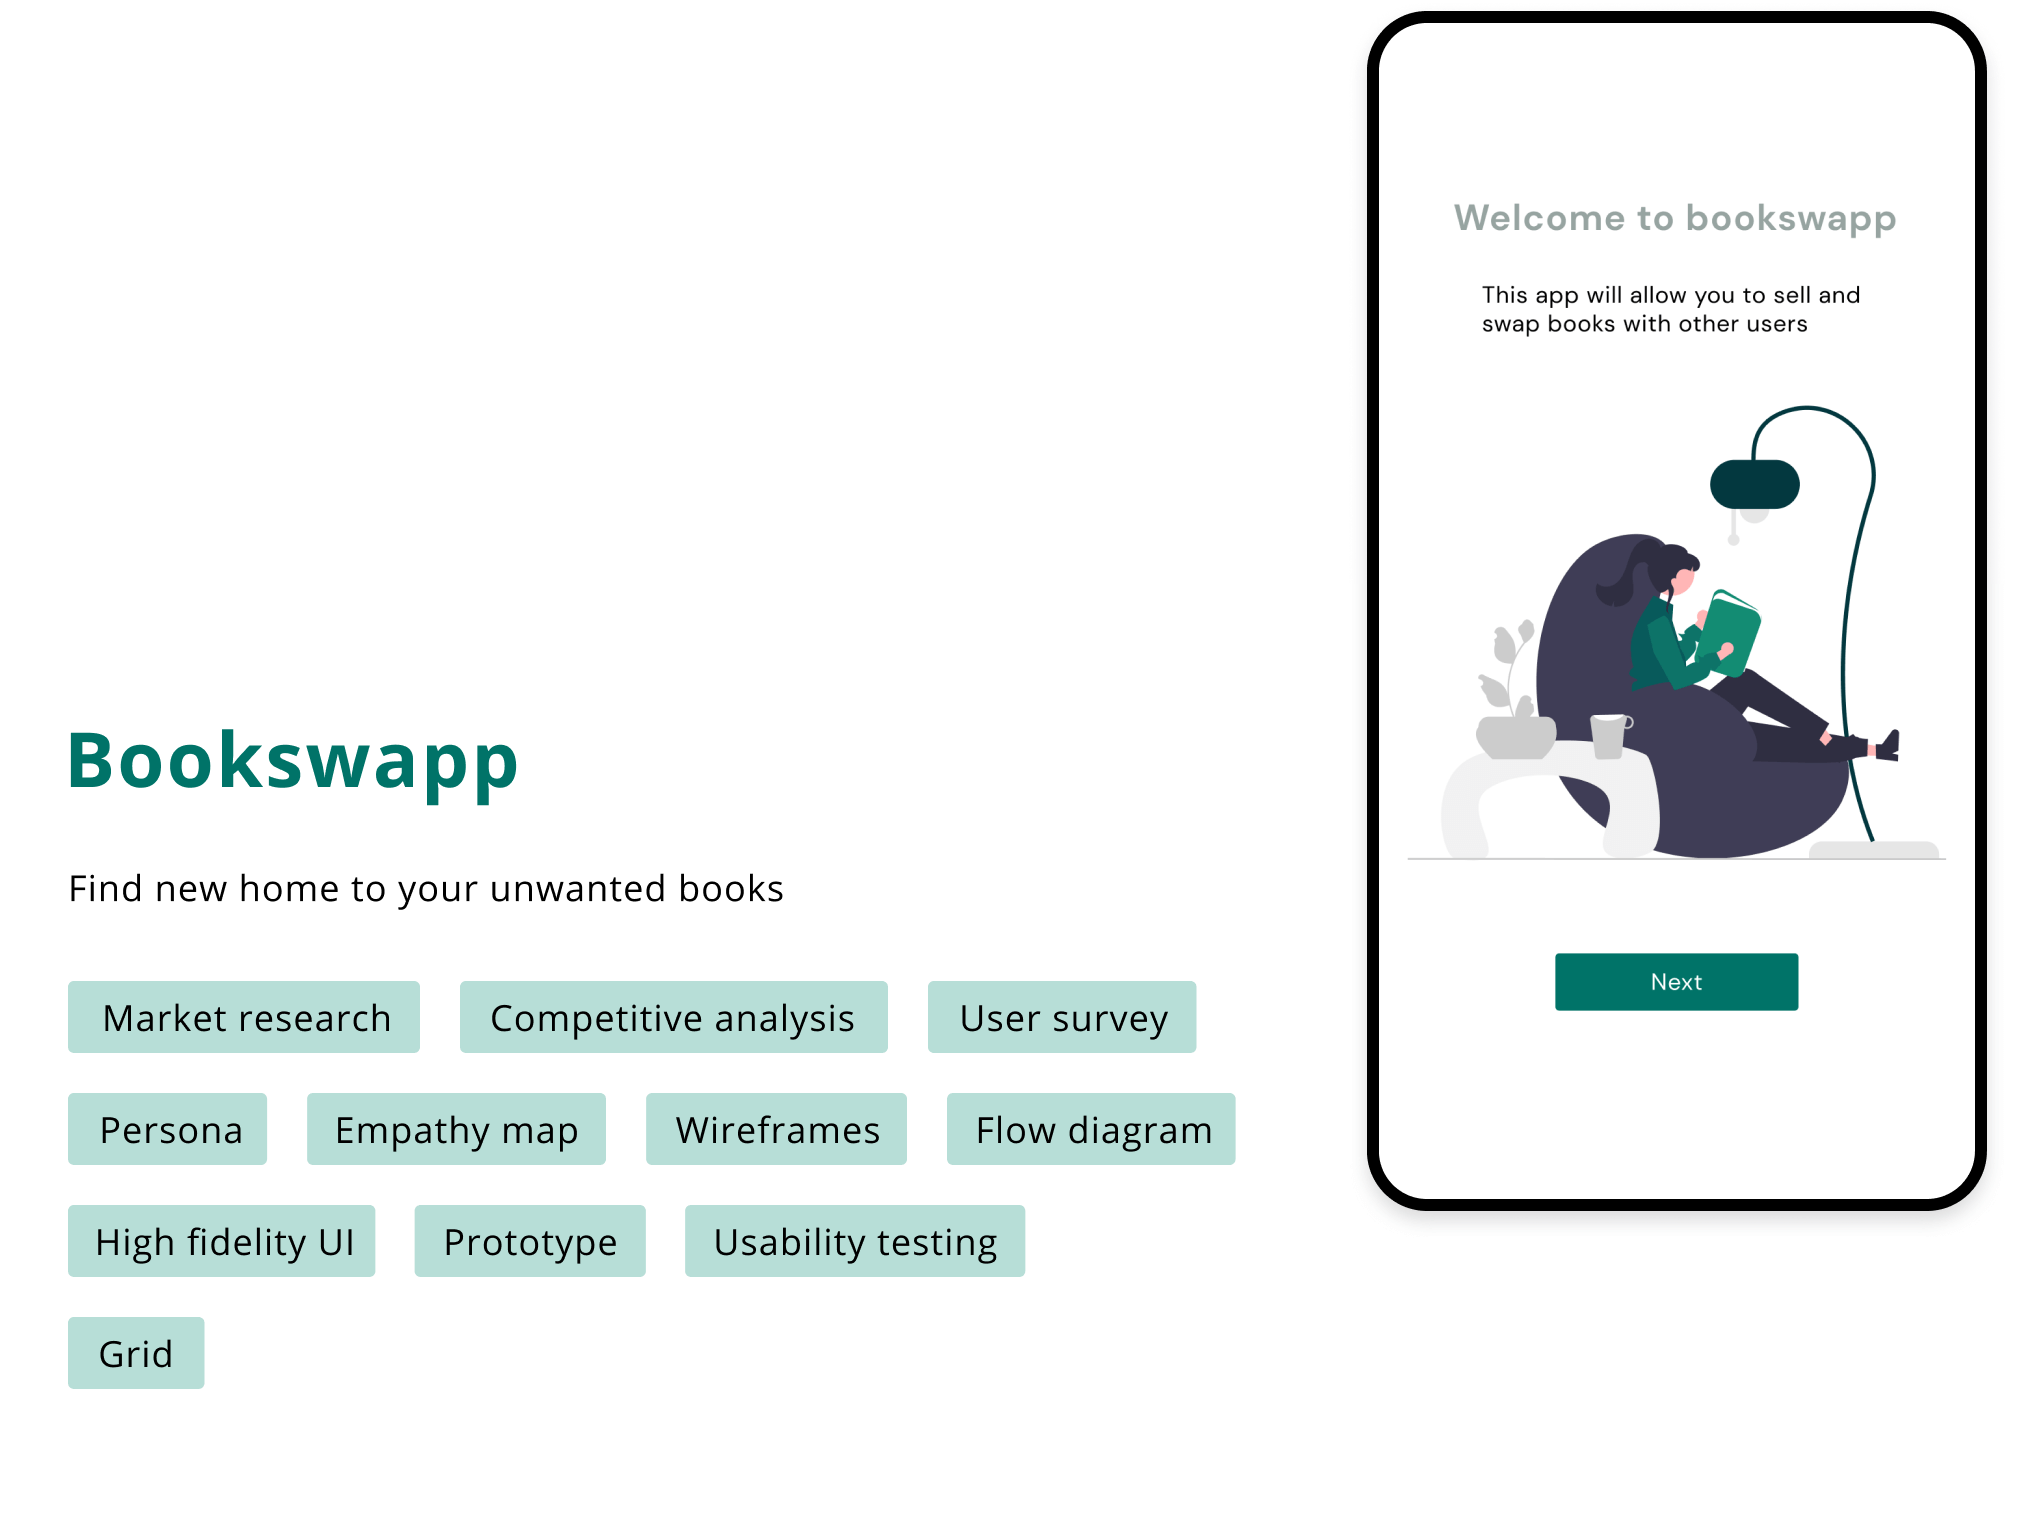 Bookswapp
Find new home to your unwanted books
Market research
Competitive analysis
User survey
Persona
Empathy map
Wireframes
Flow diagram
High fidelity UI
Prototype
Usability testing
Grid
Welcome to bookswapp
This app will allow you to sell and
swap books with other users
Next